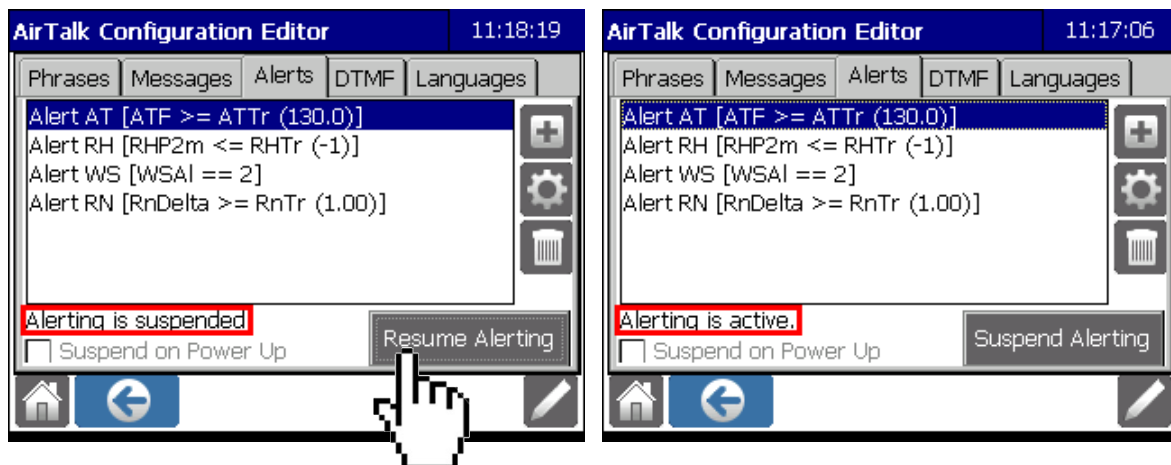 AirTalk Configuration Editor 11:18:19
Phrases Messages Alerts DTMF Languages
Alert AT [ATF >= ATTr (130.0)]
Alert RH [RHP2m <= RHTr (-1)]
Alert WS [WSAl == 2]
Alert RN [RnDelta >= RnTr (1.00)]
Alerting is suspended
Suspend on Power Up
Resume Alerting
AirTalk Configuration Editor 11:17:06
Phrases Messages Alerts DTMF Languages
Alert AT [ATF >= ATTr (130.0)]
Alert RH [RHP2m <= RHTr (-1)]
Alert WS [WSAl == 2]
Alert RN [RnDelta >= RnTr (1.00)]
Alerting is active.
Suspend on Power Up
Suspend Alerting